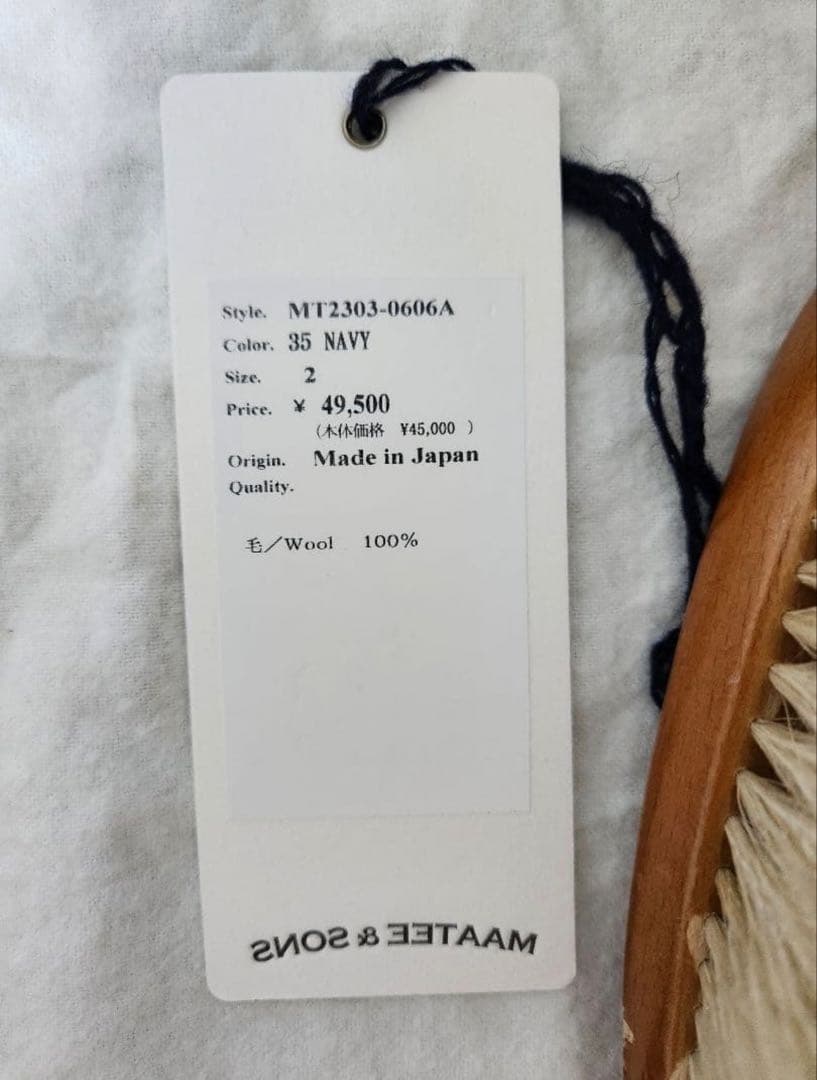 Style. MT2303-0606A
Color. 35 NAVY
Size. 2
Price. ¥ 49,500
(本体価格 ¥45,000 )
Origin. Made in Japan
Quality.
毛／Wool 100%
MAATEE & SONS